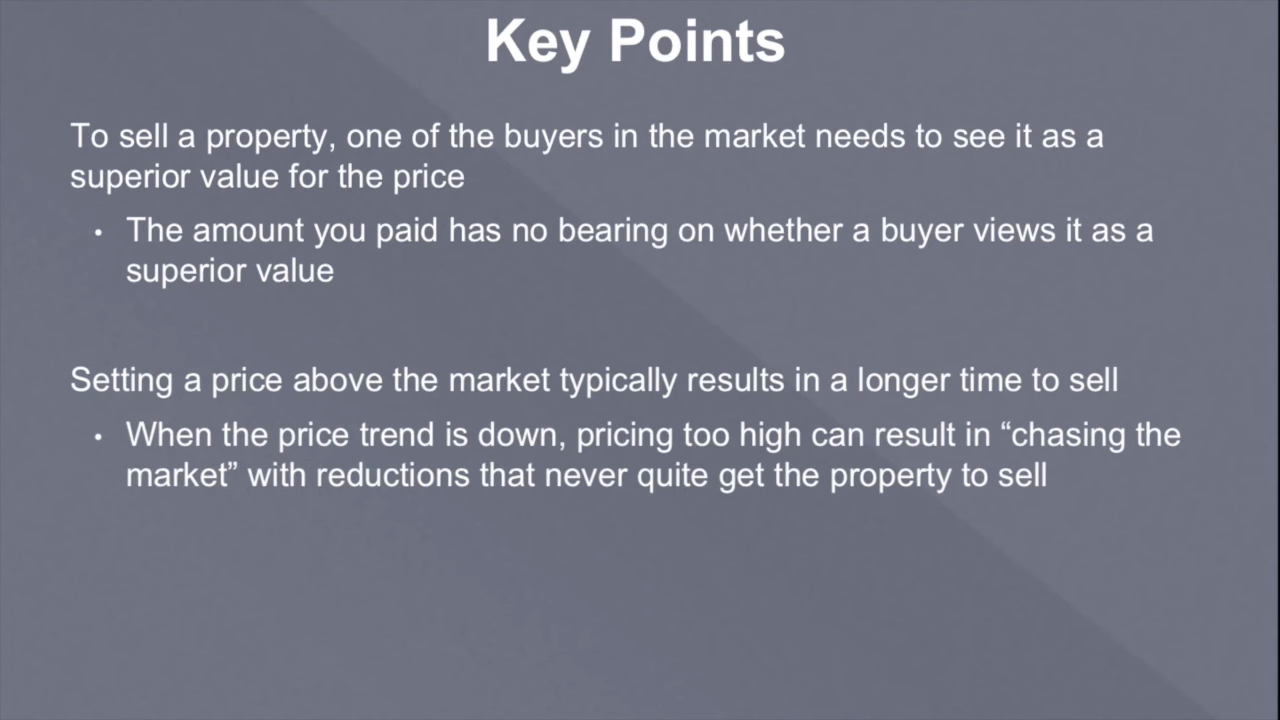 Key Points
To sell a property, one of the buyers in the market needs to see it as a
superior value for the price
• The amount you paid has no bearing on whether a buyer views it as a
superior value
Setting a price above the market typically results in a longer time to sell
• When the price trend is down, pricing too high can result in “chasing the
market” with reductions that never quite get the property to sell